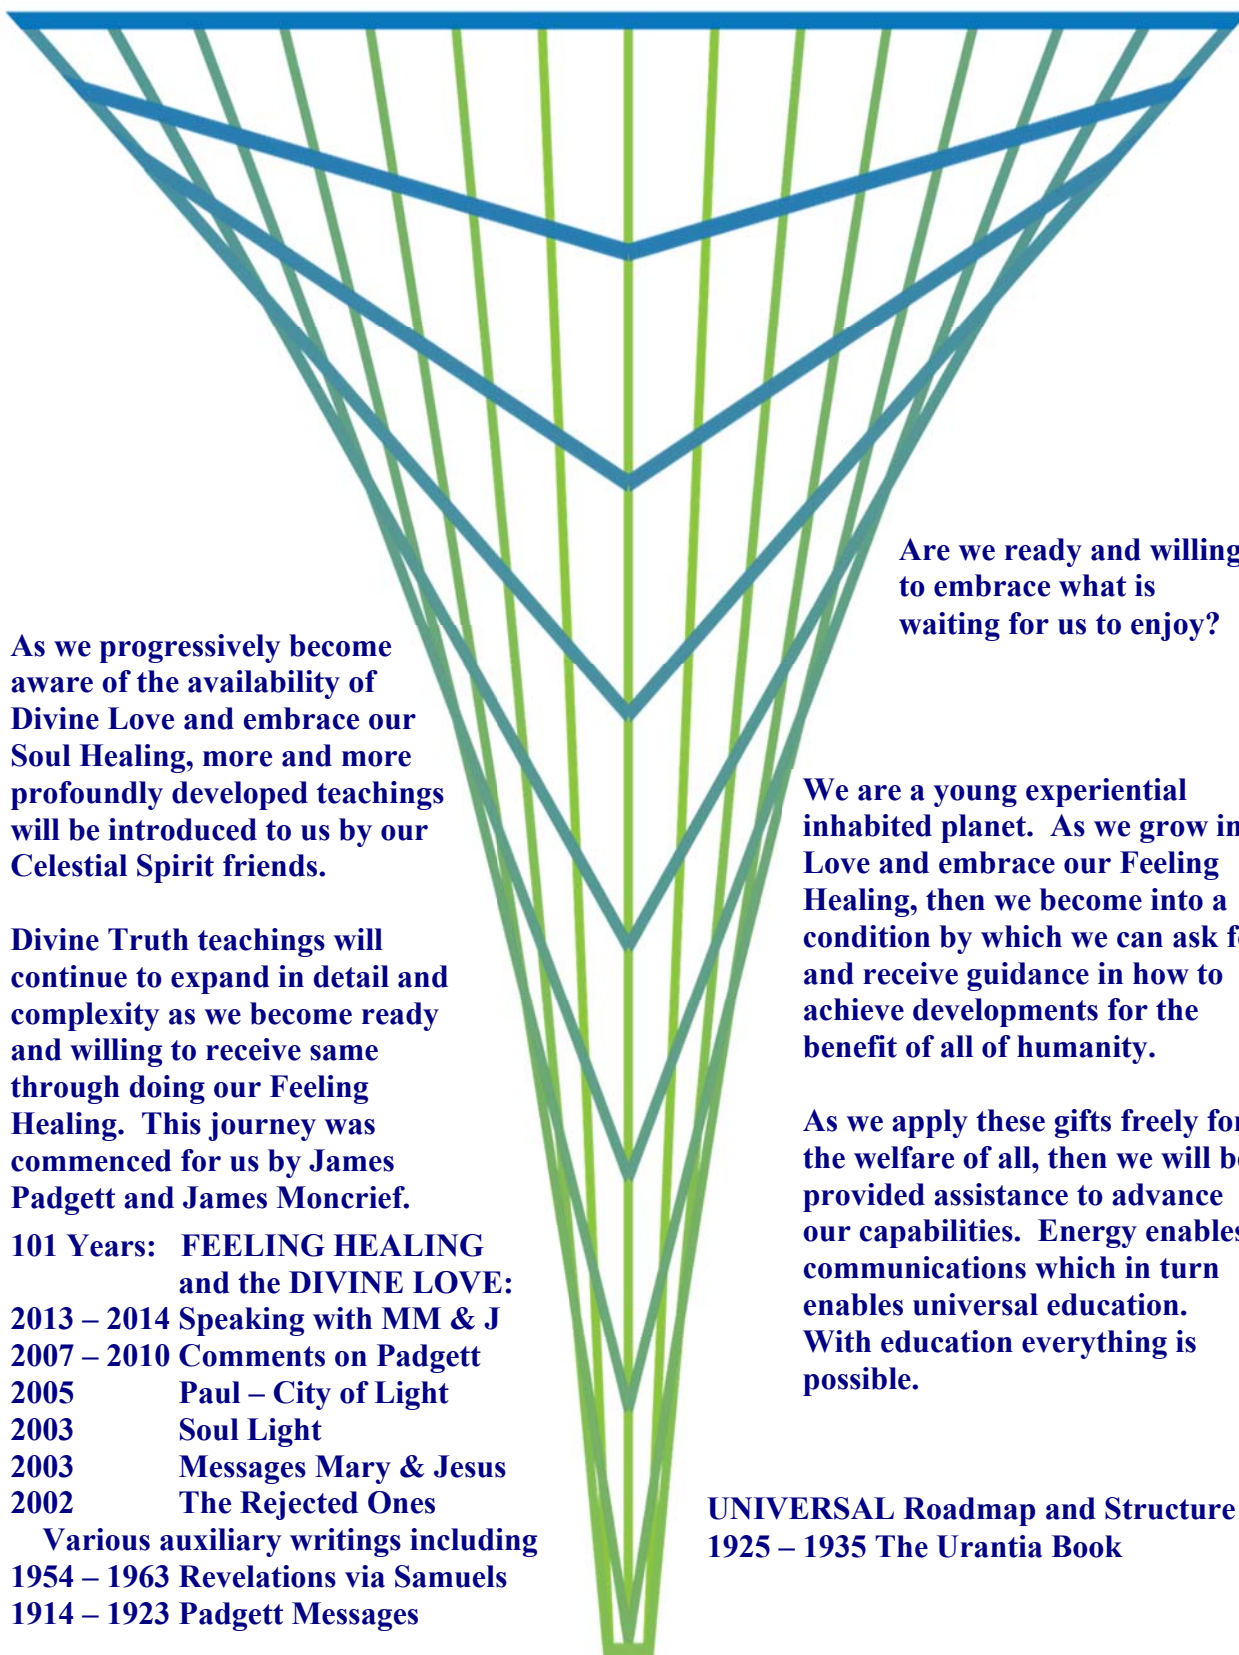 Are we ready and willing
to embrace what is
waiting for us to enjoy?
As we progressively become
aware of the availability of
Divine Love and embrace our
Soul Healing, more and more
profoundly developed teachings
will be introduced to us by our
Celestial Spirit friends.
Divine Truth teachings will
continue to expand in detail and
complexity as we become ready
and willing to receive same
through doing our Feeling
Healing.  This journey was
commenced for us by James
Padgett and James Moncrief.
101 Years:   FEELING HEALING
and the DIVINE LOVE:
2013 – 2014 Speaking with MM & J
2007 – 2010 Comments on Padgett
2005 Paul – City of Light
2003 Soul Light
2003 Messages Mary & Jesus
2002 The Rejected Ones
Various auxiliary writings including
1954 – 1963 Revelations via Samuels
1914 – 1923 Padgett Messages
We are a young experiential
inhabited planet.  As we grow in
Love and embrace our Feeling
Healing, then we become into a
condition by which we can ask
and receive guidance in how to
achieve developments for the
benefit of all of humanity.
As we apply these gifts freely for
the welfare of all, then we will be
provided assistance to advance
our capabilities.  Energy enables
communications which in turn
enables universal education.
With education everything is
possible.
UNIVERSAL Roadmap and Structure
1925 – 1935 The Urantia Book